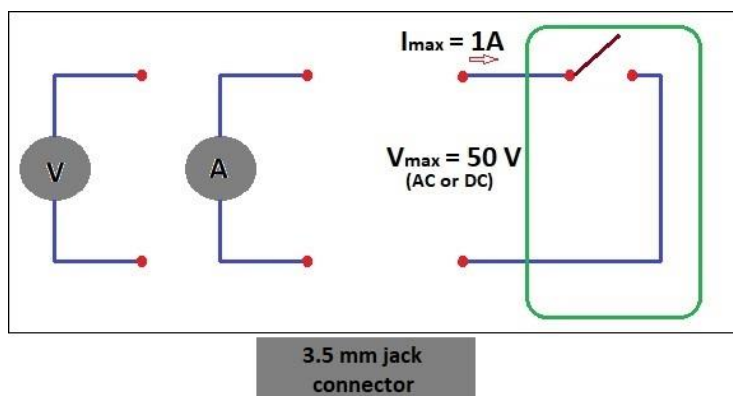 Imax = 1A
V
A
Vmax = 50 V
(AC or DC)
3.5 mm jack
connector